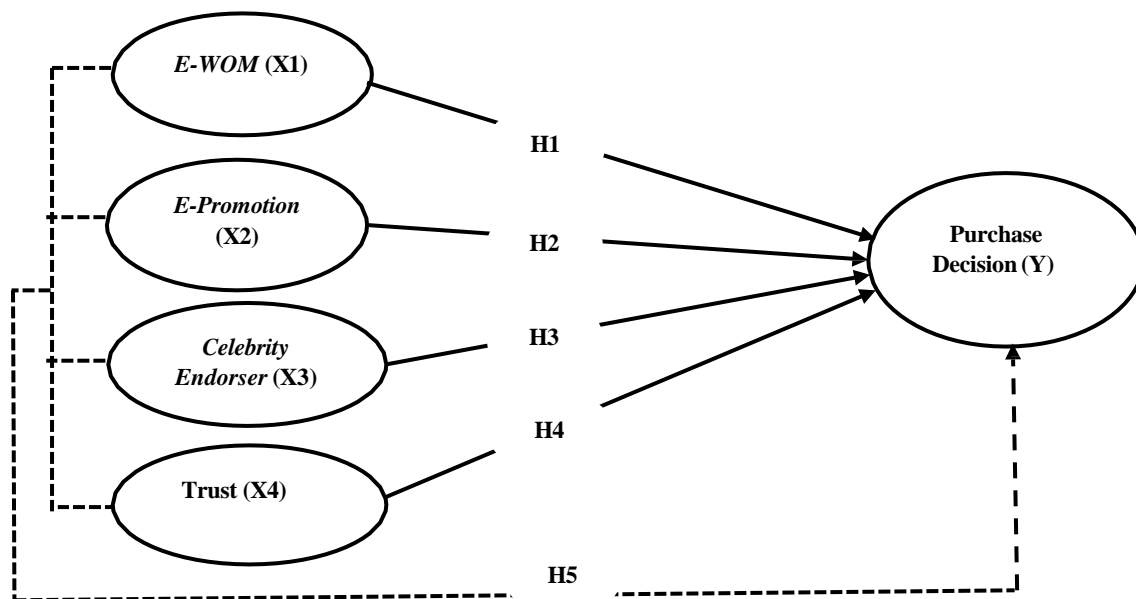 E-WOM (X1)
H1
E-Promotion
(X2)
H2
Purchase
Decision (Y)
Celebrity
Endorser (X3)
H3
H4
Trust (X4)
H5